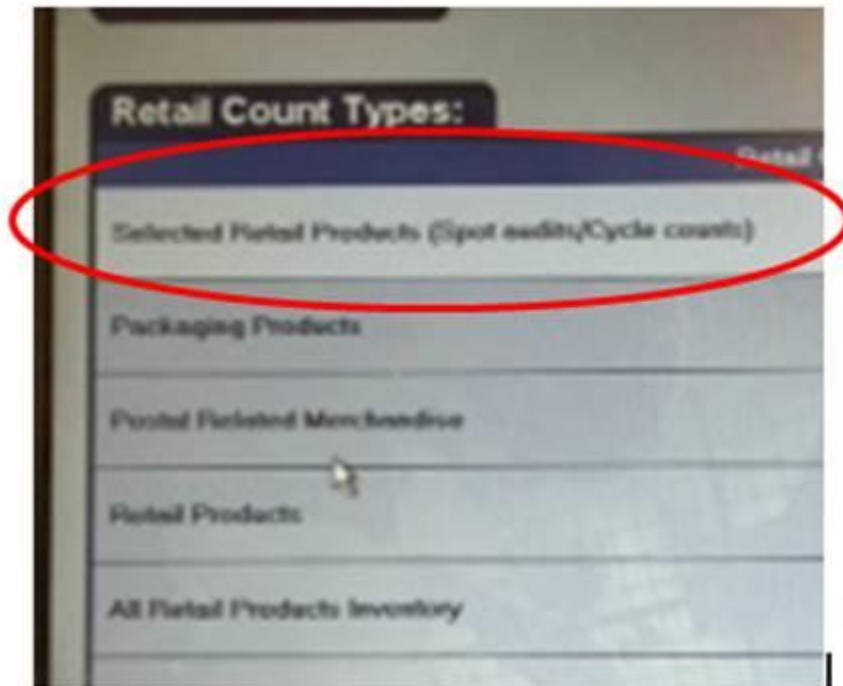 Retail Count Types:
Retail
Selected Retail Products (Spot audits/Cycle counts)
Packaging Products
Postal Related Merchandise
Retail Products
All Retail Products Inventory